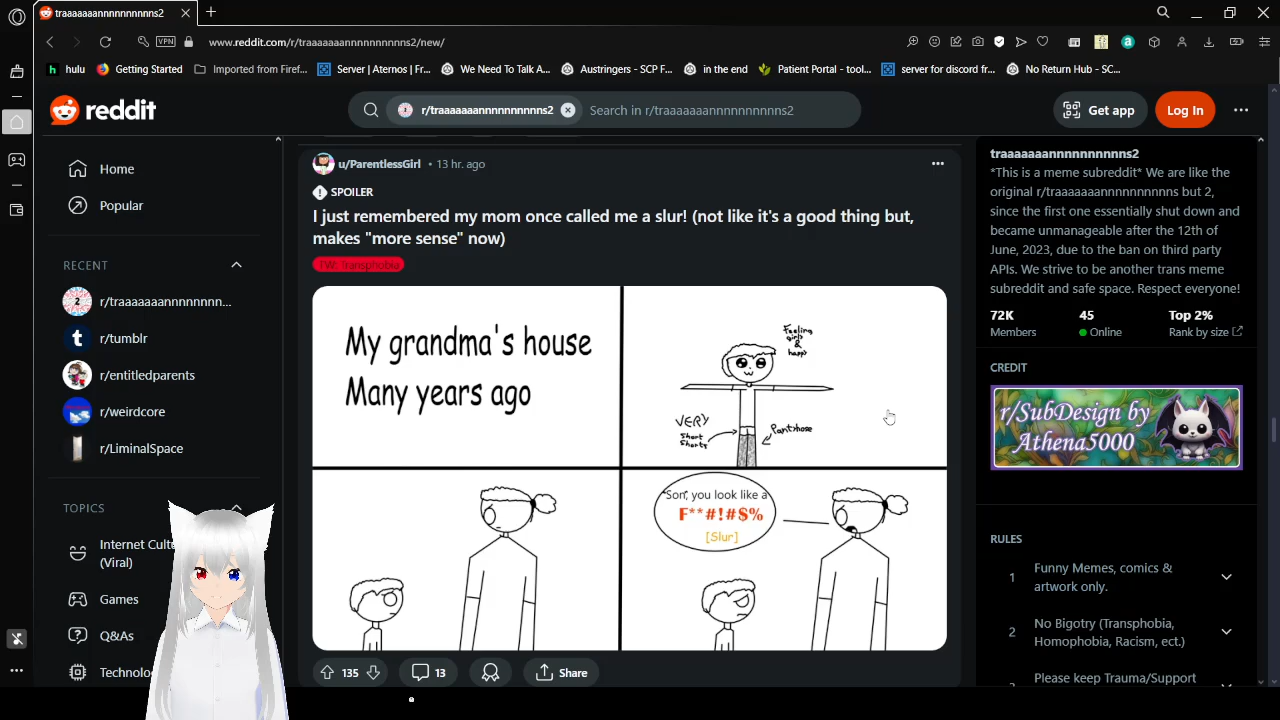 traaaaaaannnnnnnnnns2
www.reddit.com/r/traaaaaaannnnnnnnnns2/new/
VPN
hulu
Getting Started
Imported from Firef...
Server | Aternos | Fr...
We Need To Talk A...
Austringers - SCP F...
in the end
Patient Portal - tool...
server for discord fr...
No Return Hub - SC...
reddit
r/traaaaaaannnnnnnnnns2
Search in r/traaaaaaannnnnnnnnns2
Get app
Log In
Home
Popular
RECENT
r/traaaaaaannnnnnn...
r/tumblr
r/entitledparents
r/weirdcore
r/LiminalSpace
TOPICS
Internet Cult
(Viral)
Games
Q&As
Technolo
u/ParentlessGirl • 13 hr. ago
SPOILER
I just remembered my mom once called me a slur! (not like it's a good thing but,
makes "more sense" now)
TW: Transphobia
My grandma's house
Many years ago
Feeling
girly
&
happy
VERY
Short
Shorts
Pantyhose
"Son", you look like a
F**#!#$%
[Slur]
135
13
Share
traaaaaaannnnnnnnnns2
*This is a meme subreddit* We are like the
original r/traaaaaaannnnnnnnnns but 2,
since the first one essentially shut down and
became unmanageable after the 12th of
June, 2023, due to the ban on third party
APIs. We strive to be another trans meme
subreddit and safe space. Respect everyone!
72K
Members
45
Online
Top 2%
Rank by size
CREDIT
r/SubDesign by
Athena5000
RULES
1 Funny Memes, comics &
artwork only.
2 No Bigotry (Transphobia,
Homophobia, Racism, ect.)
Please keep Trauma/Support